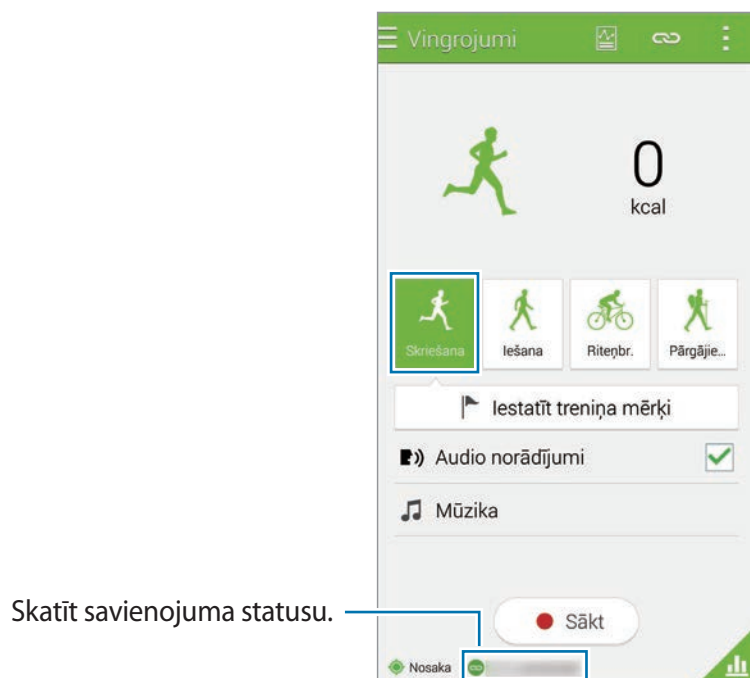 Vingrojumi
0
kcal
Skriešana
Iešana
Riteņbr.
Pārgājie...
Iestatīt treniņa mērķi
Audio norādījumi
Mūzika
Skatīt savienojuma statusu.
Sākt
Nosaka